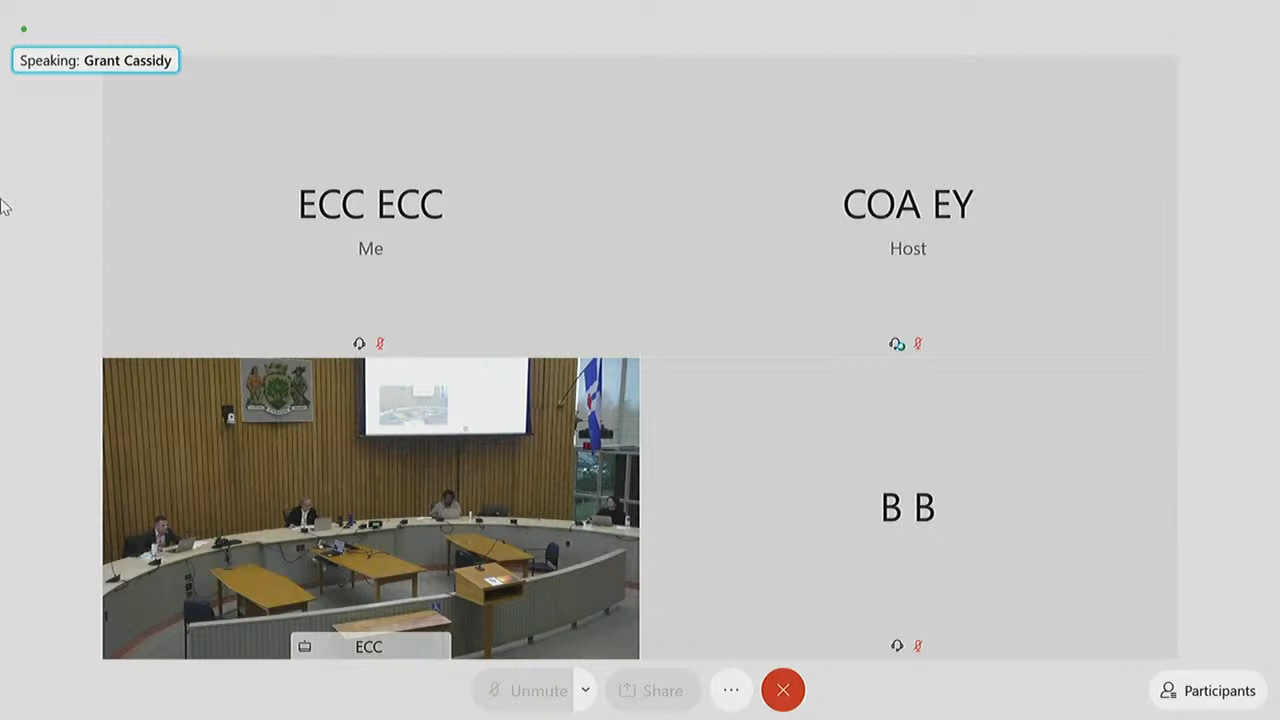 Speaking: Grant Cassidy
ECC ECC
Me
COA EY
Host
ECC
B B
Unmute
Share
Participants